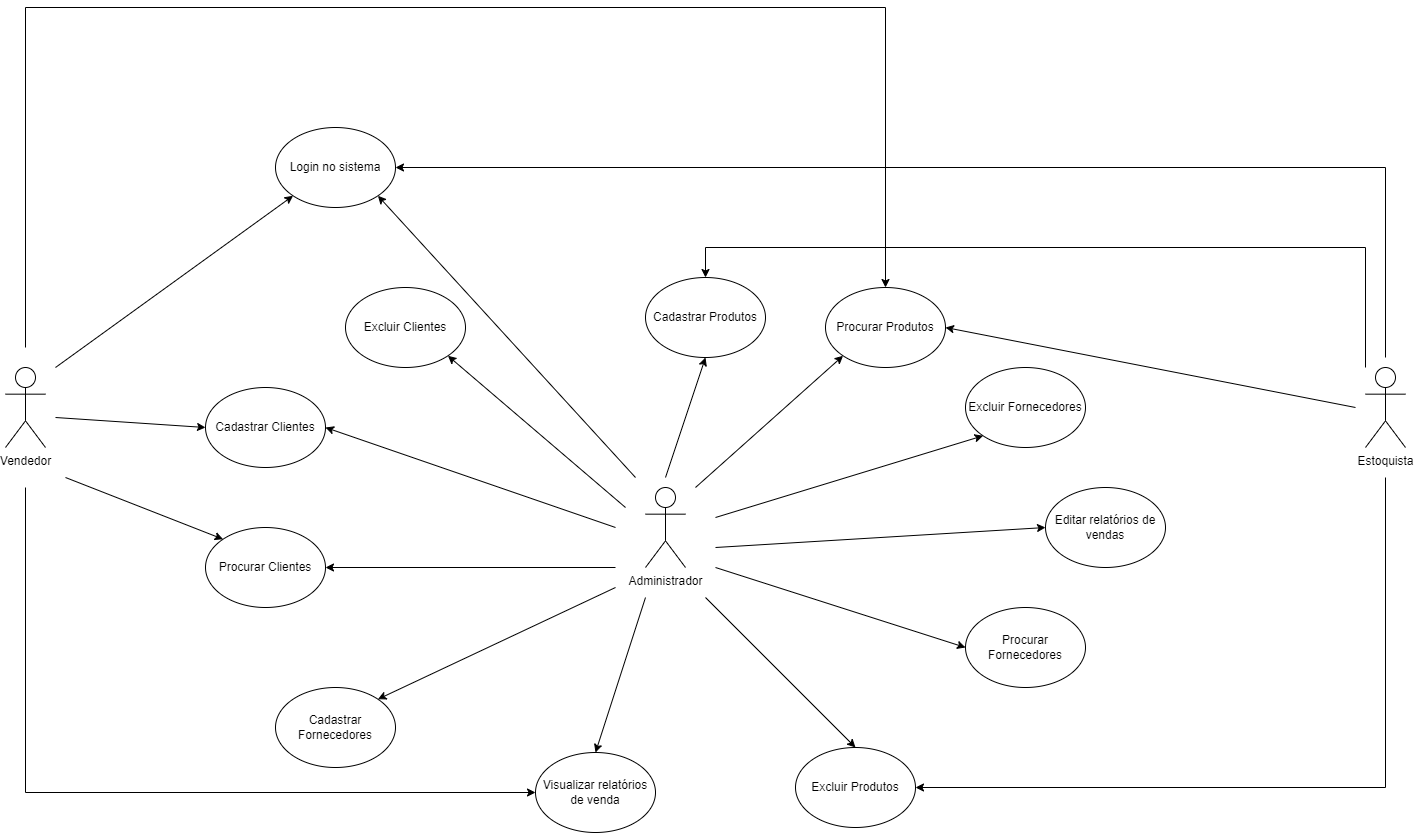 Login no sistema
Cadastrar Produtos
Excluir Clientes
Procurar Produtos
Excluir Fornecedores
Cadastrar Clientes
Vendedor
Estoquista
Editar relatórios de
vendas
Procurar Clientes
Administrador
Procurar
Fornecedores
Cadastrar
Fornecedores
Visualizar relatórios
de venda
Excluir Produtos